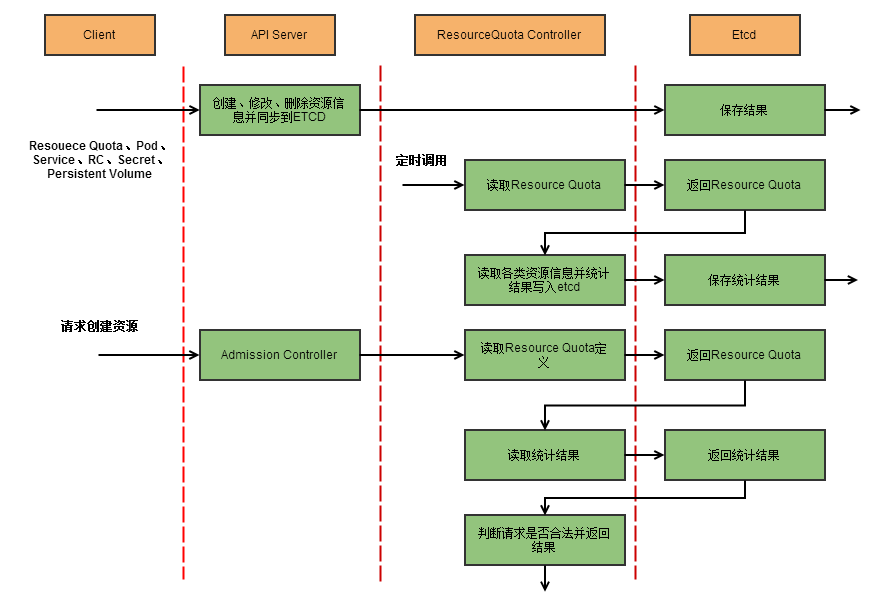 Client
API Server
ResourceQuota Controller
Etcd
创建、修改、删除资源信
息并同步到ETCD
保存结果
Resouece Quota、Pod、
Service、RC、Secret、
Persistent Volume
定时调用
读取Resource Quota
返回Resource Quota
读取各类资源信息并统计
结果写入etcd
保存统计结果
请求创建资源
Admission Controller
读取Resource Quota定
义
返回Resource Quota
读取统计结果
返回统计结果
判断请求是否合法并返回
结果